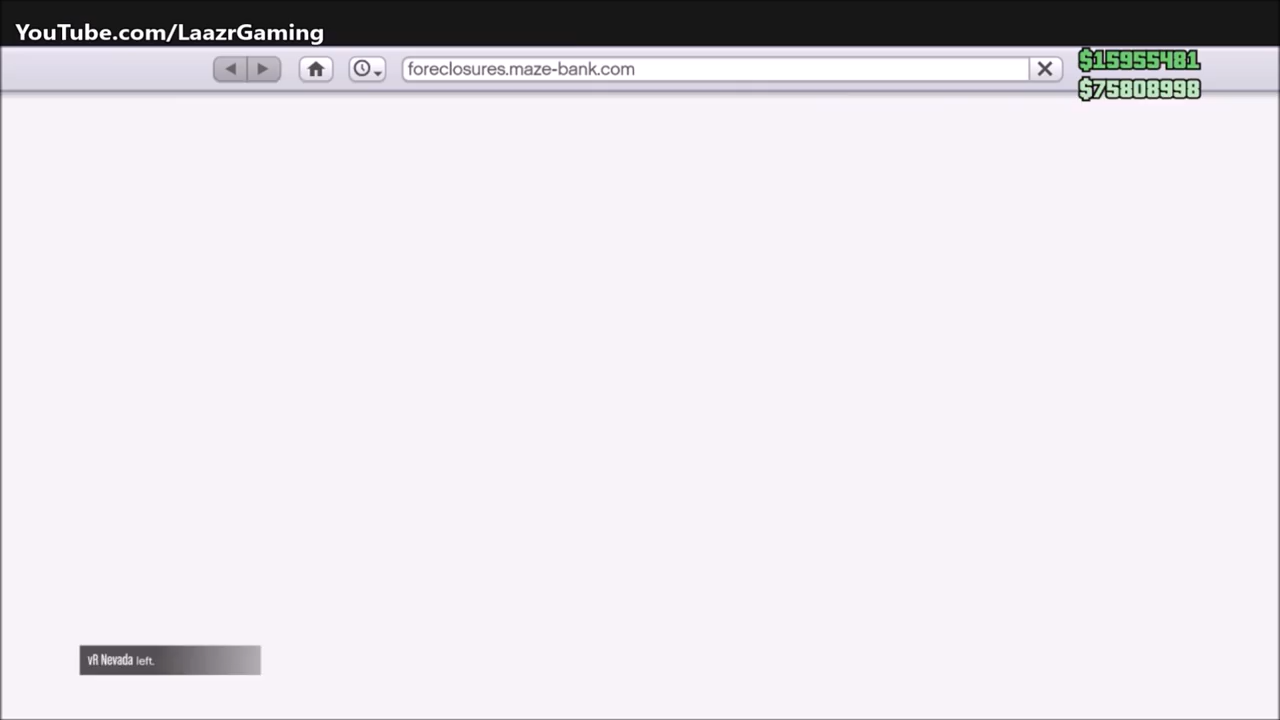 YouTube.com/LaazrGaming
foreclosures.maze-bank.com
$15955481
$75808998
vR Nevada left.